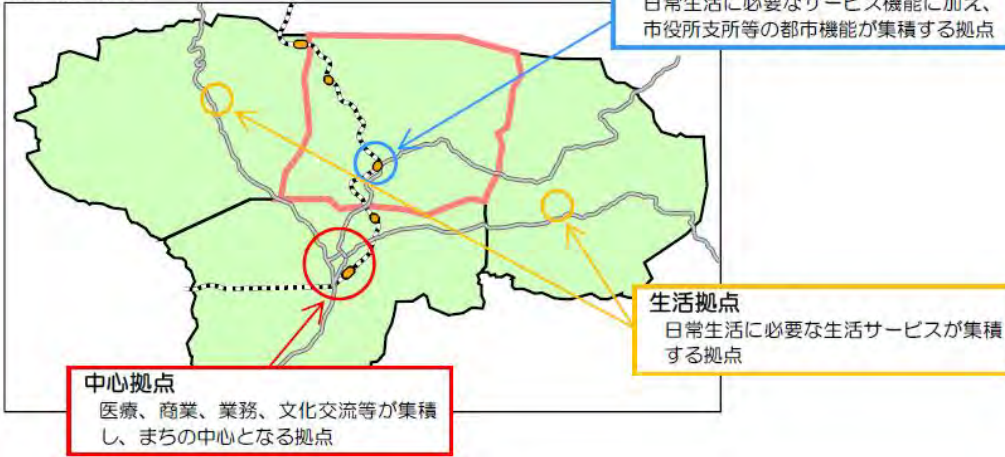 日常生活に必要なサービス機能に加え、
市役所支所等の都市機能が集積する拠点
生活拠点
日常生活に必要な生活サービスが集積
する拠点
中心拠点
医療、商業、業務、文化交流等が集積
し、まちの中心となる拠点